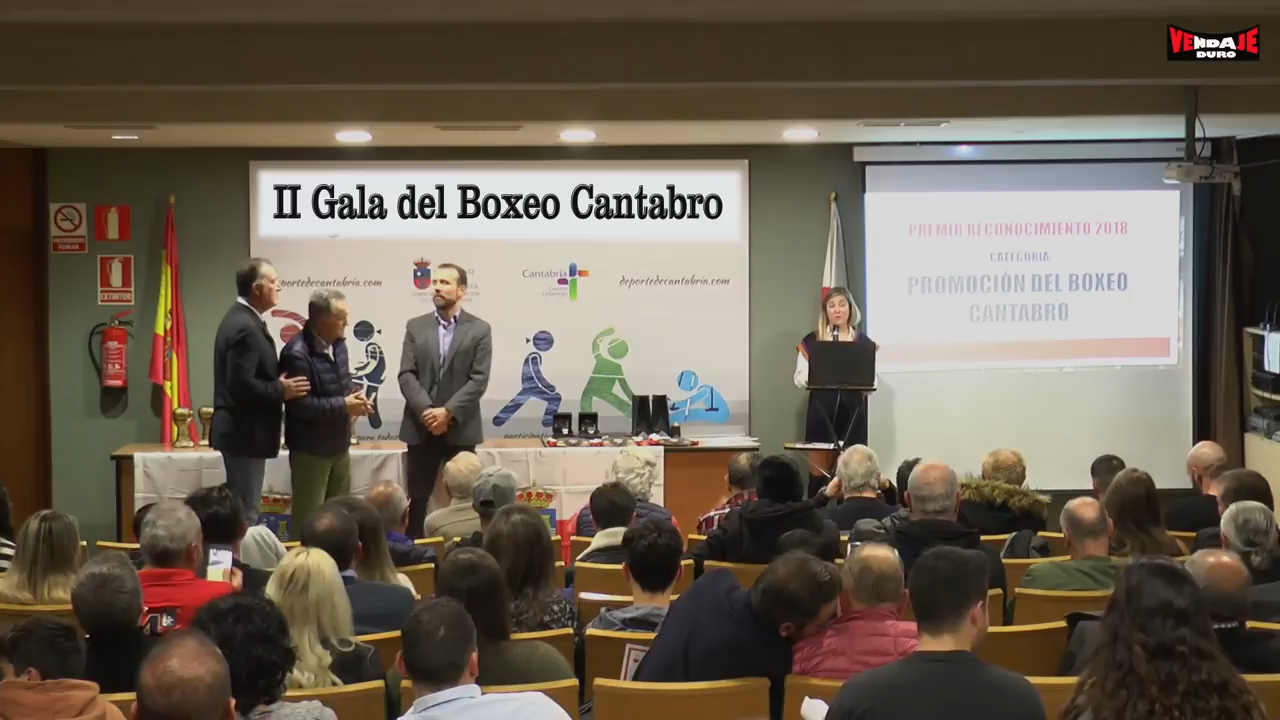 VENDAJE
DURO
II Gala del Boxeo Cantabro
PREMIO RECONOCIMIENTO 2018
CATEGORIA
PROMOCIÓN DEL BOXEO
CANTABRO
Cantabria
deportedecantabria.com
deportedecantabria.com
EXTINTOR